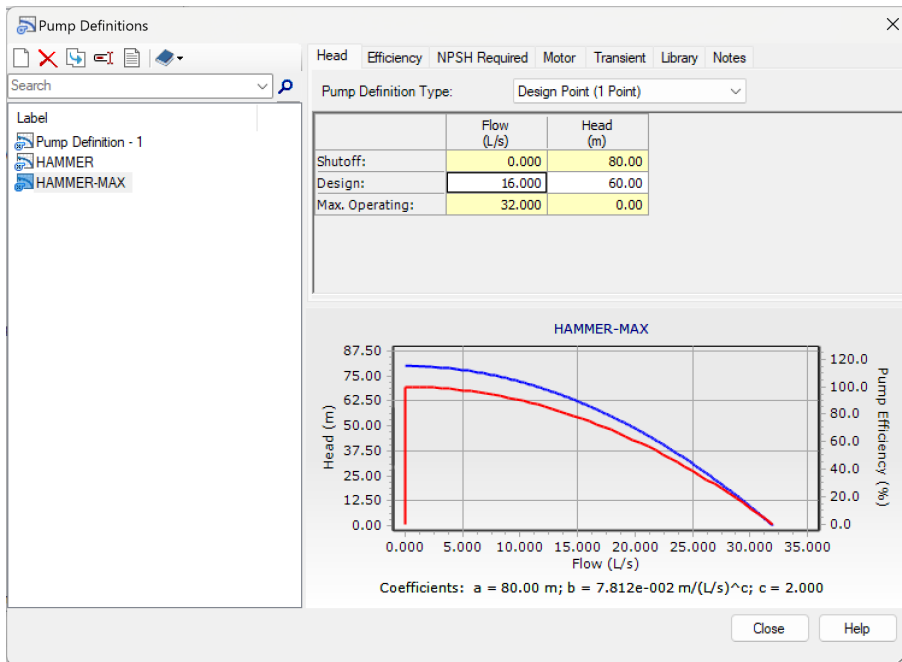 Pump Definitions
Search
Label
Pump Definition - 1
HAMMER
HAMMER-MAX
Head Efficiency NPSH Required Motor Transient Library Notes
Pump Definition Type: Design Point (1 Point)
Flow (L/s) Head (m)
Shutoff: 0.000 80.00
Design: 16.000 60.00
Max. Operating: 32.000 0.00
HAMMER-MAX
87.50
75.00
62.50
50.00
37.50
25.00
12.50
0.00
Head (m)
120.0
100.0
80.0
60.0
40.0
20.0
0.0
Pump Efficiency (%)
0.000 5.000 10.000 15.000 20.000 25.000 30.000 35.000
Flow (L/s)
Coefficients: a = 80.00 m; b = 7.812e-002 m/(L/s)^c; c = 2.000
Close Help